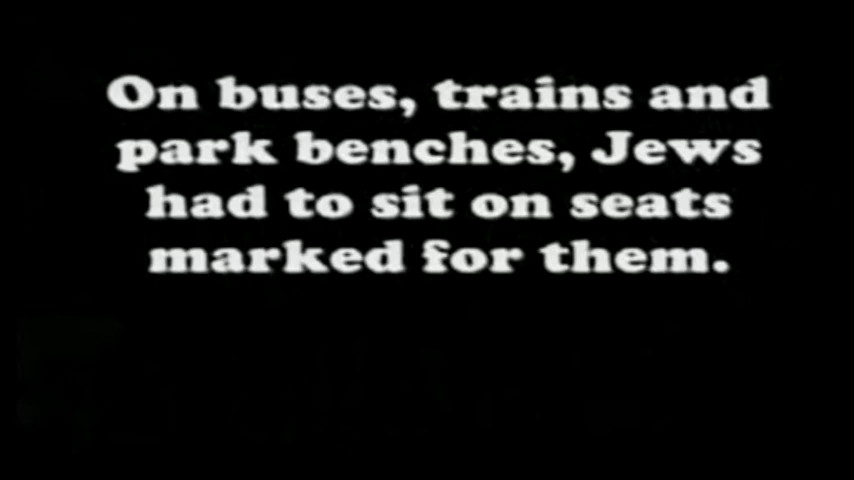 On buses, trains and
park benches, Jews
had to sit on seats
marked for them.